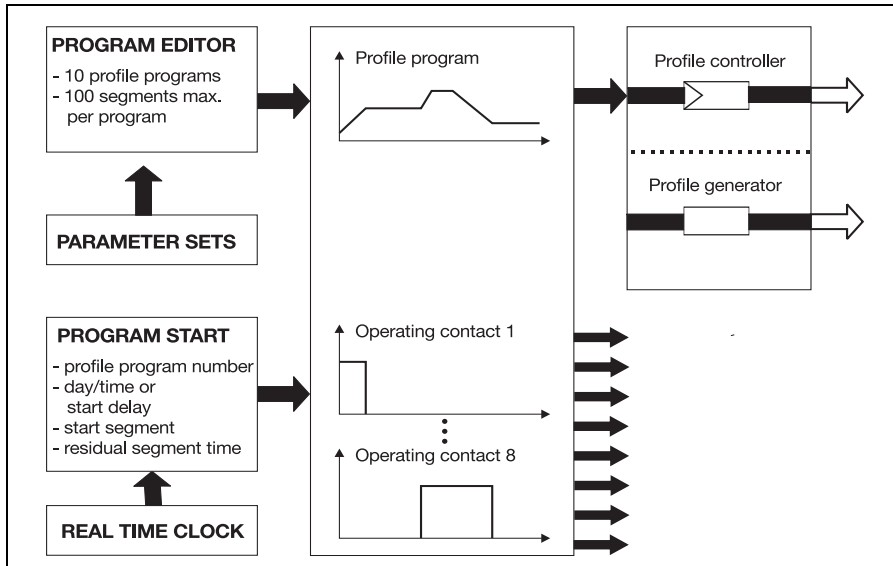 PROGRAM EDITOR
- 10 profile programs
- 100 segments max.
per program
PARAMETER SETS
PROGRAM START
- profile program number
- day/time or
start delay
- start segment
- residual segment time
REAL TIME CLOCK
Profile program
Operating contact 1
Operating contact 8
Profile controller
Profile generator